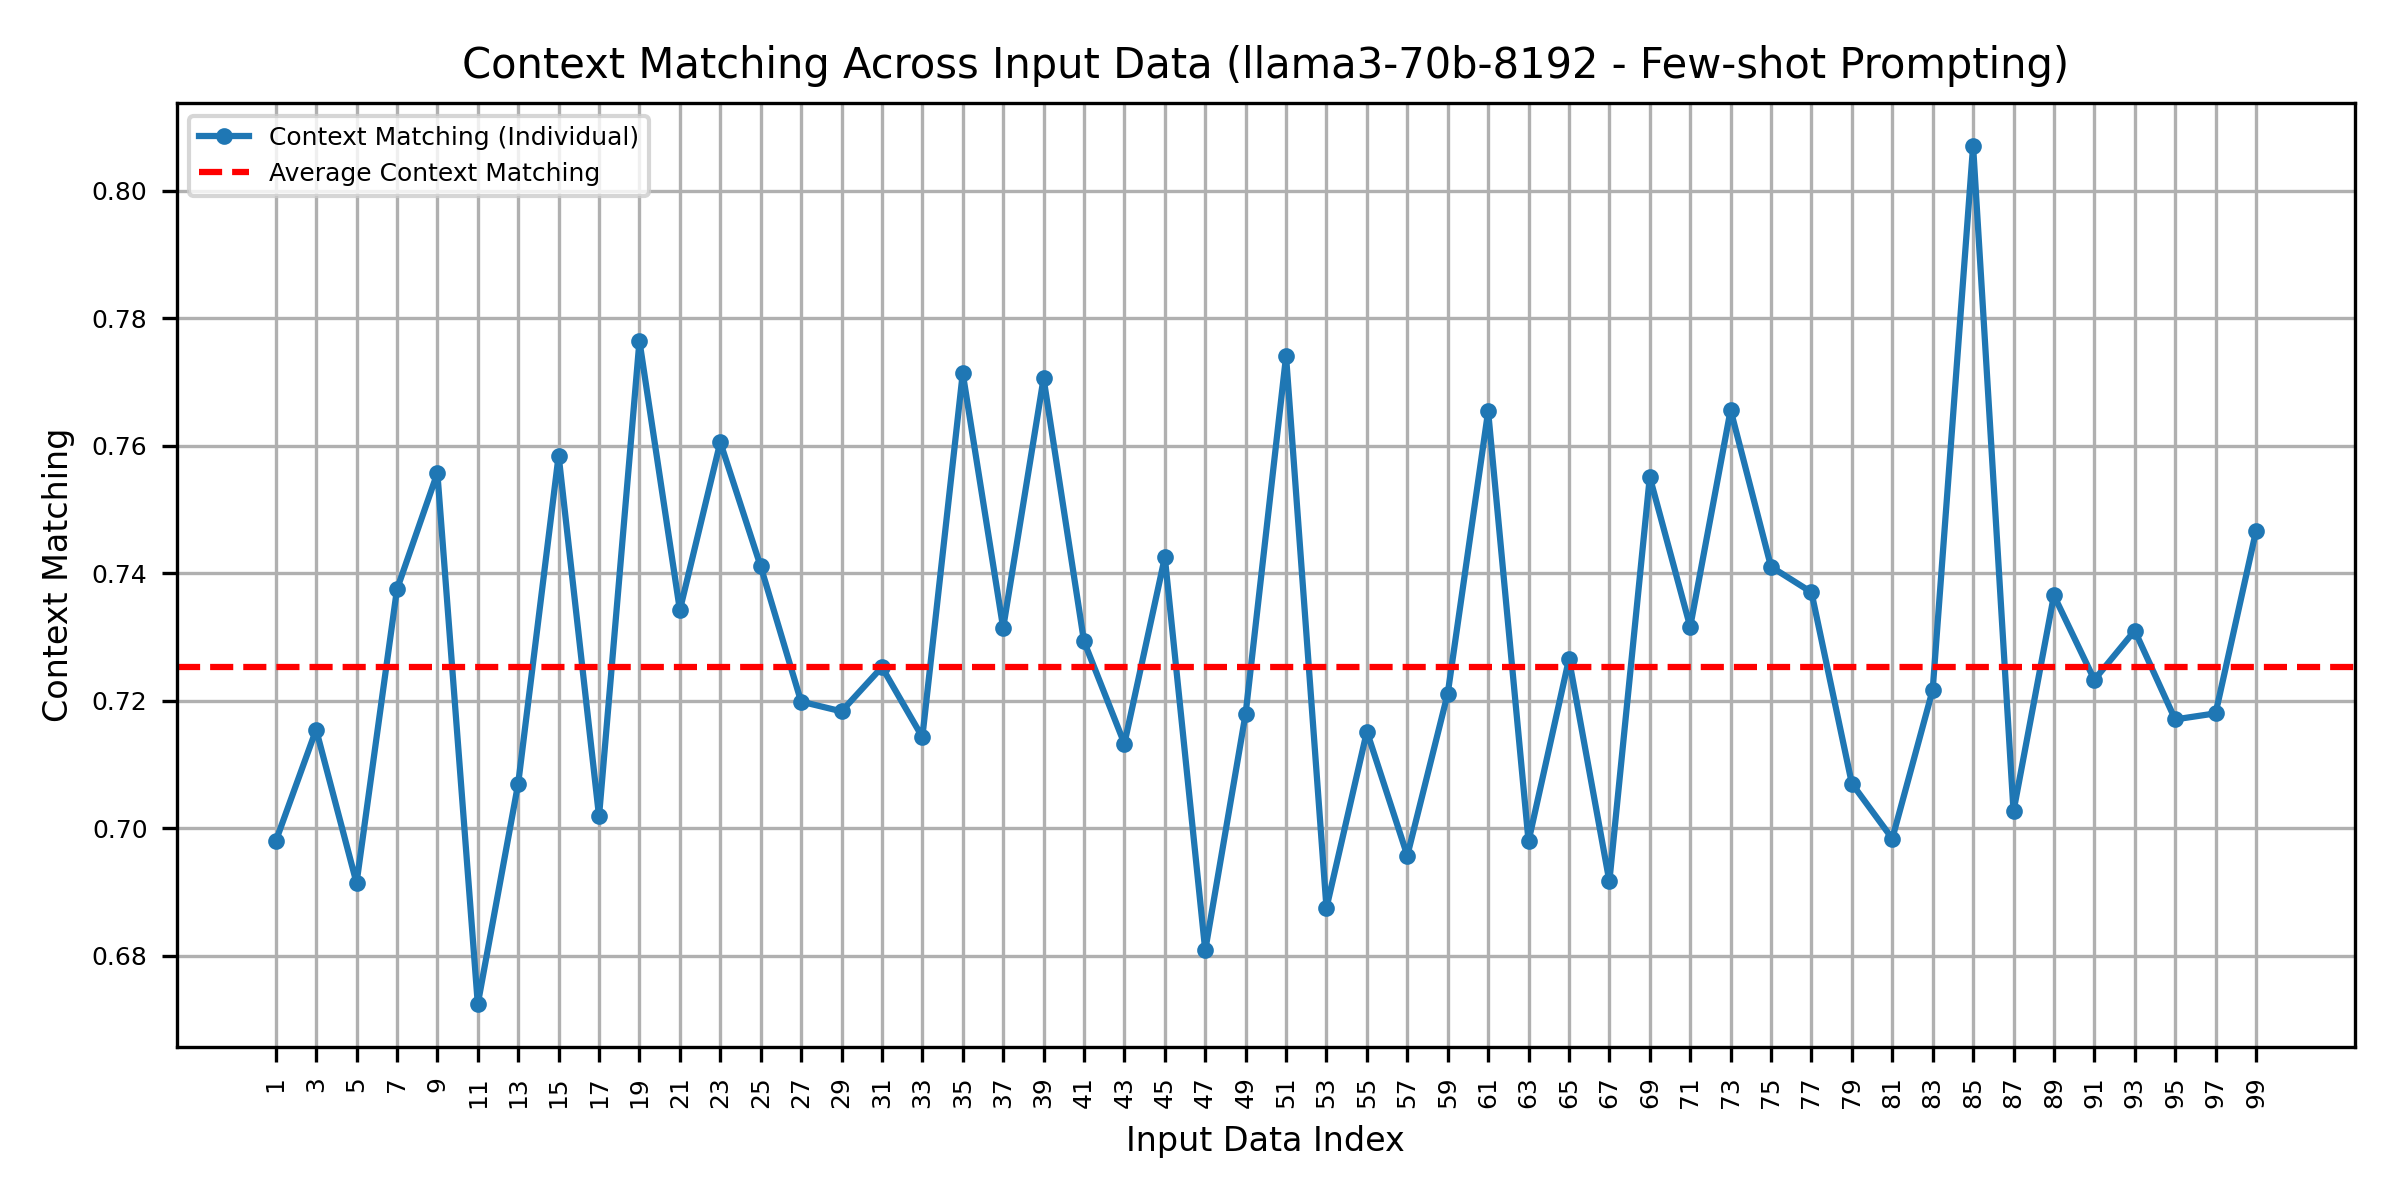 Context Matching Across Input Data (llama3-70b-8192 - Few-shot Prompting)
Context Matching (Individual)
Average Context Matching
Context Matching
0.80
0.78
0.76
0.74
0.72
0.70
0.68
1 3 5 7 9 11 13 15 17 19 21 23 25 27 29 31 33 35 37 39 41 43 45 47 49 51 53 55 57 59 61 63 65 67 69 71 73 75 77 79 81 83 85 87 89 91 93 95 97 99
Input Data Index